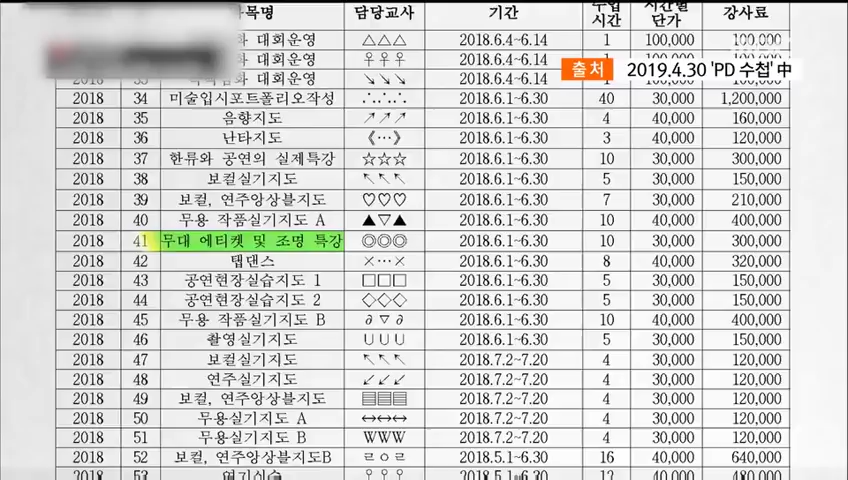 과목명 담당교사 기간 수업시간 시간별단가 강사료
출처 2019.4.30 'PD 수첩' 中
대회운영 △△△ 2018.6.4~6.14 1 100,000 100,000
대회운영 ♀♀♀ 2018.6.4~6.14 1
대회운영 ↘↘↘ 2018.6.4~6.14 1 100,000 100,000
2018 34 미술입시포트폴리오작성 ∴∴∴ 2018.6.1~6.30 40 30,000 1,200,000
2018 35 음향지도 ↗↗↗ 2018.6.1~6.30 4 40,000 160,000
2018 36 난타지도 《…》 2018.6.1~6.30 3 40,000 120,000
2018 37 한류와 공연의 실제특강 ☆☆☆ 2018.6.1~6.30 10 30,000 300,000
2018 38 보컬실기지도 ↖↖↖ 2018.6.1~6.30 5 30,000 150,000
2018 39 보컬, 연주앙상블지도 ♡♡♡ 2018.6.1~6.30 7 30,000 210,000
2018 40 무용 작품실기지도 A ▲▽▲ 2018.6.1~6.30 10 40,000 400,000
2018 41 무대 에티켓 및 조명 특강 ◎◎◎ 2018.6.1~6.30 10 30,000 300,000
2018 42 탭댄스 ×…× 2018.6.1~6.30 8 40,000 320,000
2018 43 공연현장실습지도 1 □□□ 2018.6.1~6.30 5 30,000 150,000
2018 44 공연현장실습지도 2 ◇◇◇ 2018.6.1~6.30 5 30,000 150,000
2018 45 무용 작품실기지도 B ∂▽∂ 2018.6.1~6.30 10 40,000 400,000
2018 46 촬영실기지도 ∪∪∪ 2018.6.1~6.30 5 30,000 150,000
2018 47 보컬실기지도 ↖↖↖ 2018.7.2~7.20 4 30,000 120,000
2018 48 연주실기지도 ↙↙↙ 2018.7.2~7.20 4 30,000 120,000
2018 49 보컬, 연주앙상블지도 ▤▤▤ 2018.7.2~7.20 4 30,000 120,000
2018 50 무용실기지도 A ↔↔↔ 2018.7.2~7.20 4 30,000 120,000
2018 51 무용실기지도 B WWW 2018.7.2~7.20 4 30,000 120,000
2018 52 보컬, 연주앙상블지도B ㄹㅇㄹ 2018.5.1~6.30 16 40,000 640,000
2018 53 연기실습 ♀♀♀ 2018.5.1~6.30 12 40,000 480,000